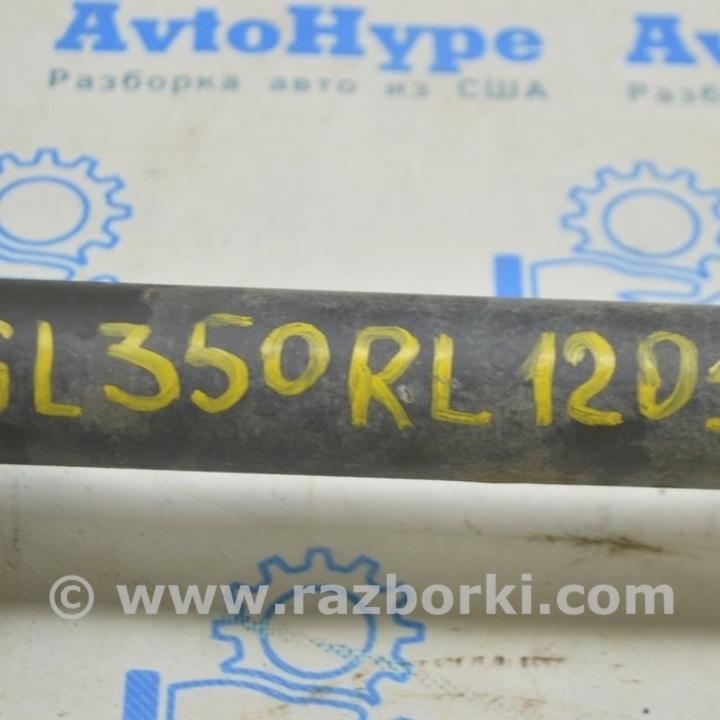 AvtoHype
Разборка авто из США
GL350RL 120
© www.razborki.com